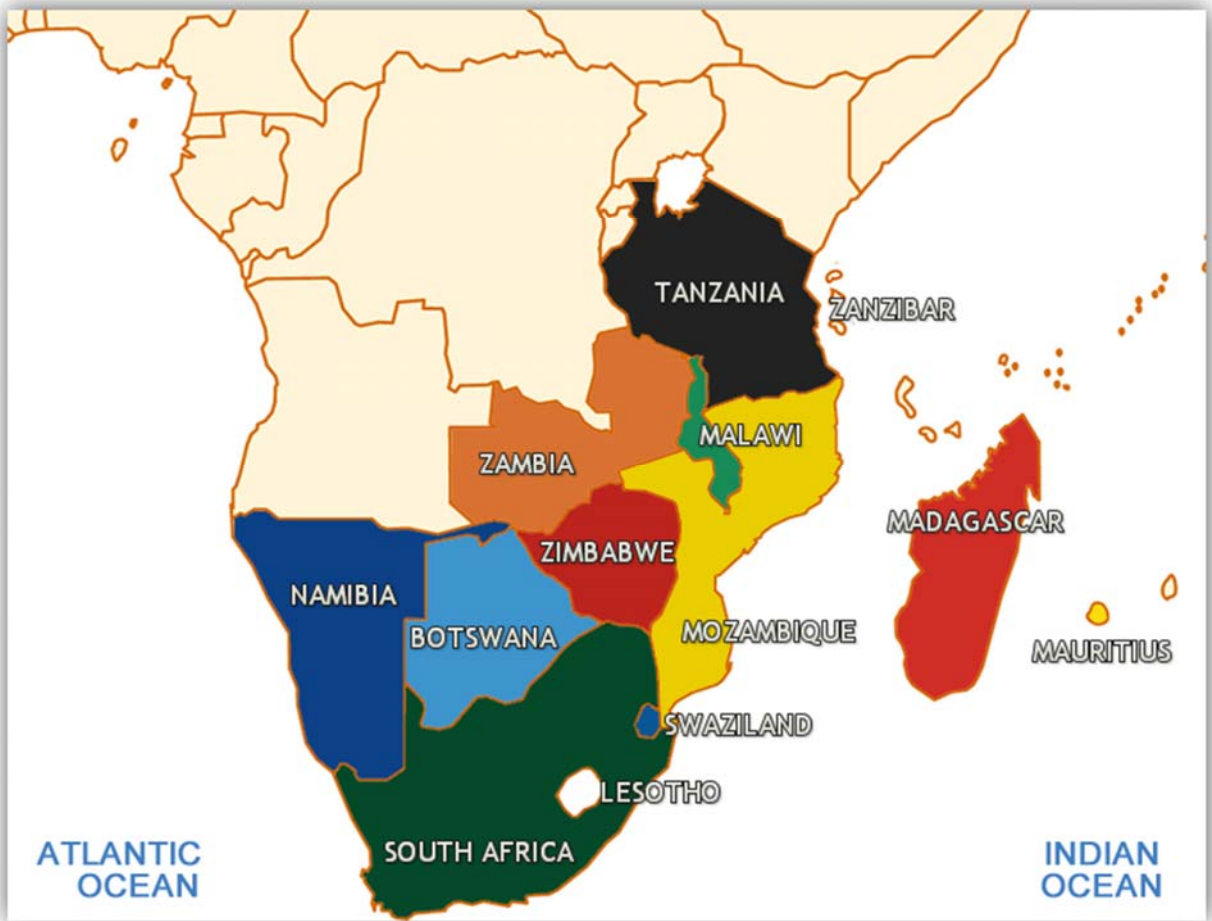 TANZANIA
ZANZIBAR
MALAWI
ZAMBIA
MADAGASCAR
ZIMBABWE
NAMIBIA
BOTSWANA
MOZAMBIQUE
MAURITIUS
SWAZILAND
LESOTHO
SOUTH AFRICA
ATLANTIC
OCEAN
INDIAN
OCEAN